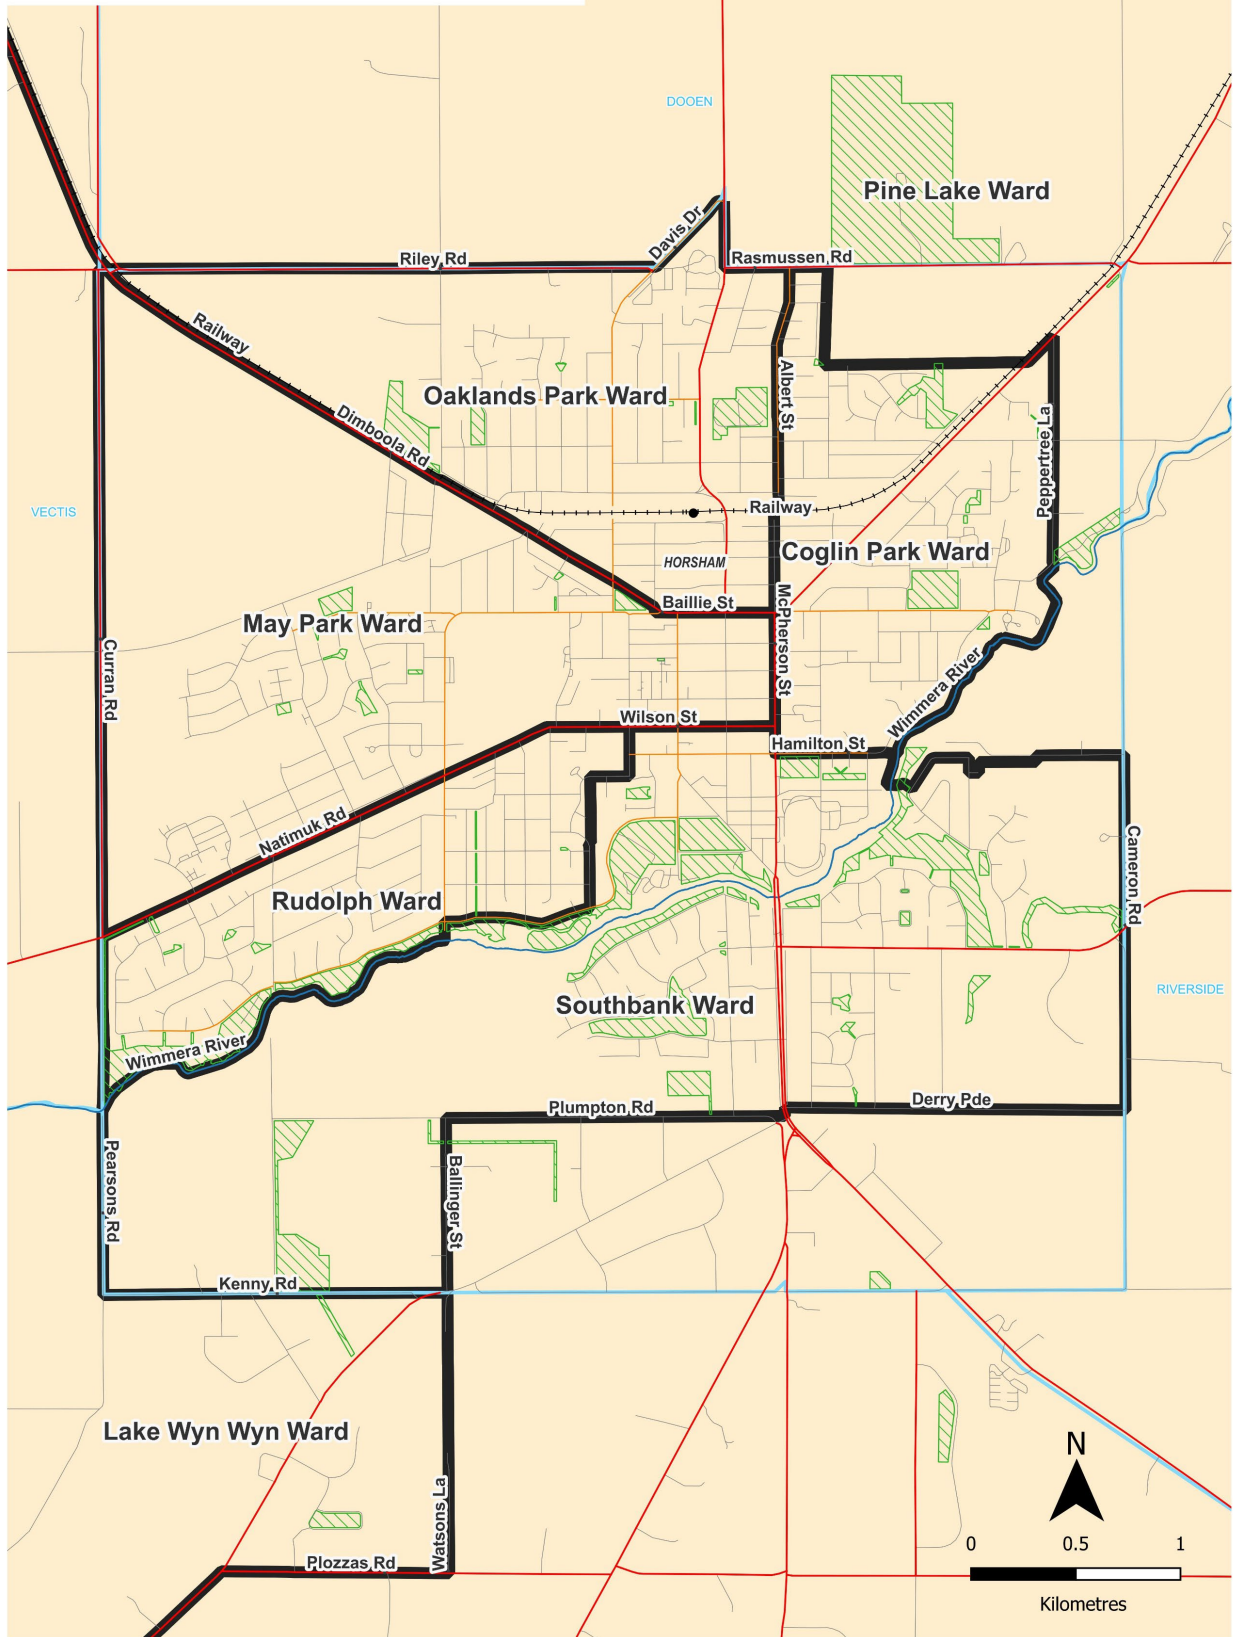 DOOEN
Pine Lake Ward
Davis Dr
Riley Rd
Rasmussen Rd
Railway
Oaklands Park Ward
Albert St
Dimboola Rd
Peppertree La
VECTIS
Railway
Coglin Park Ward
HORSHAM
Baillie St
McPherson St
May Park Ward
Curran Rd
Wimmera River
Wilson St
Hamilton St
Natimuk Rd
Cameron Rd
Rudolph Ward
RIVERSIDE
Southbank Ward
Wimmera River
Derry Pde
Plumpton Rd
Pearsons Rd
Ballinger St
Kenny Rd
Lake Wyn Wyn Ward
N
Watsons La
0 0.5 1
Plozzas Rd
Kilometres